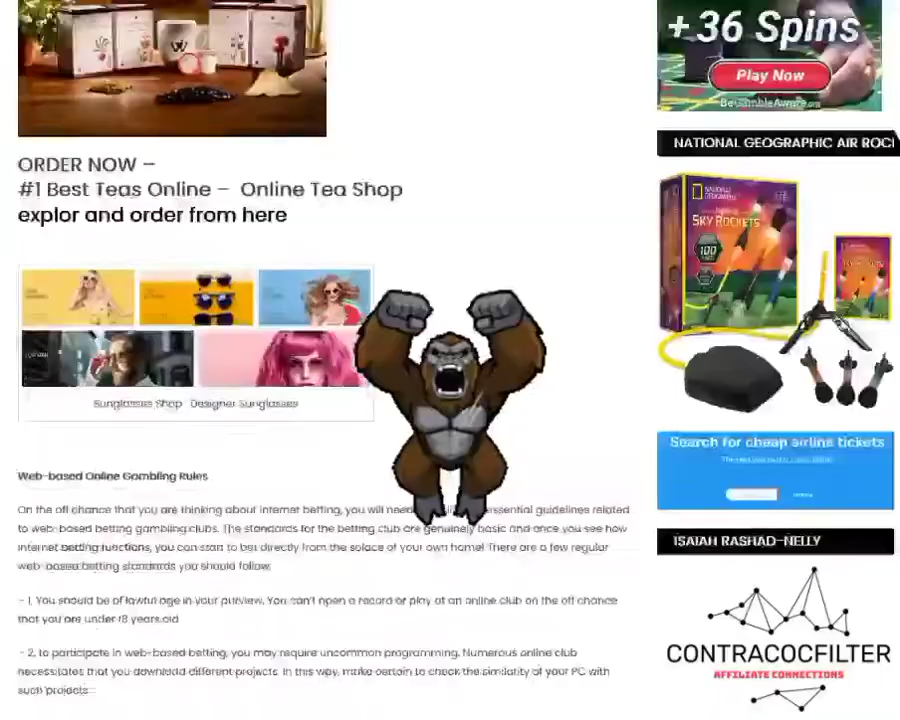 ORDER NOW –
#1 Best Teas Online – Online Tea Shop
explor and order from here
Sunglasses Shop Designer Sunglasses
Web-based Online Gambling Rules
On the off chance that you are thinking about internet betting, you will need essential guidelines related
to web-based betting gambling clubs. The standards for the betting club are genuinely basic and once you see how
internet betting functions, you can start to bet directly from the solace of your own home! There are a few regular
web-based betting standards you should follow:
– 1, You should be of lawful age in your purview. You can't open a record or play at an online club on the off chance
that you are under 18 years old
– 2, to participate in web-based betting, you may require uncommon programming. Numerous online club
necessitates that you download different projects. In this way, make certain to check the similarity of your PC with
such projects
+ 36 Spins
Play Now
BeGambleAware.org
NATIONAL GEOGRAPHIC AIR ROCK
NATIONAL GEOGRAPHIC
SKY ROCKETS
100
Search for cheap airline tickets
ISAIAH RASHAD–NELLY
CONTRACOCFILTER
AFFILIATE CONNECTIONS